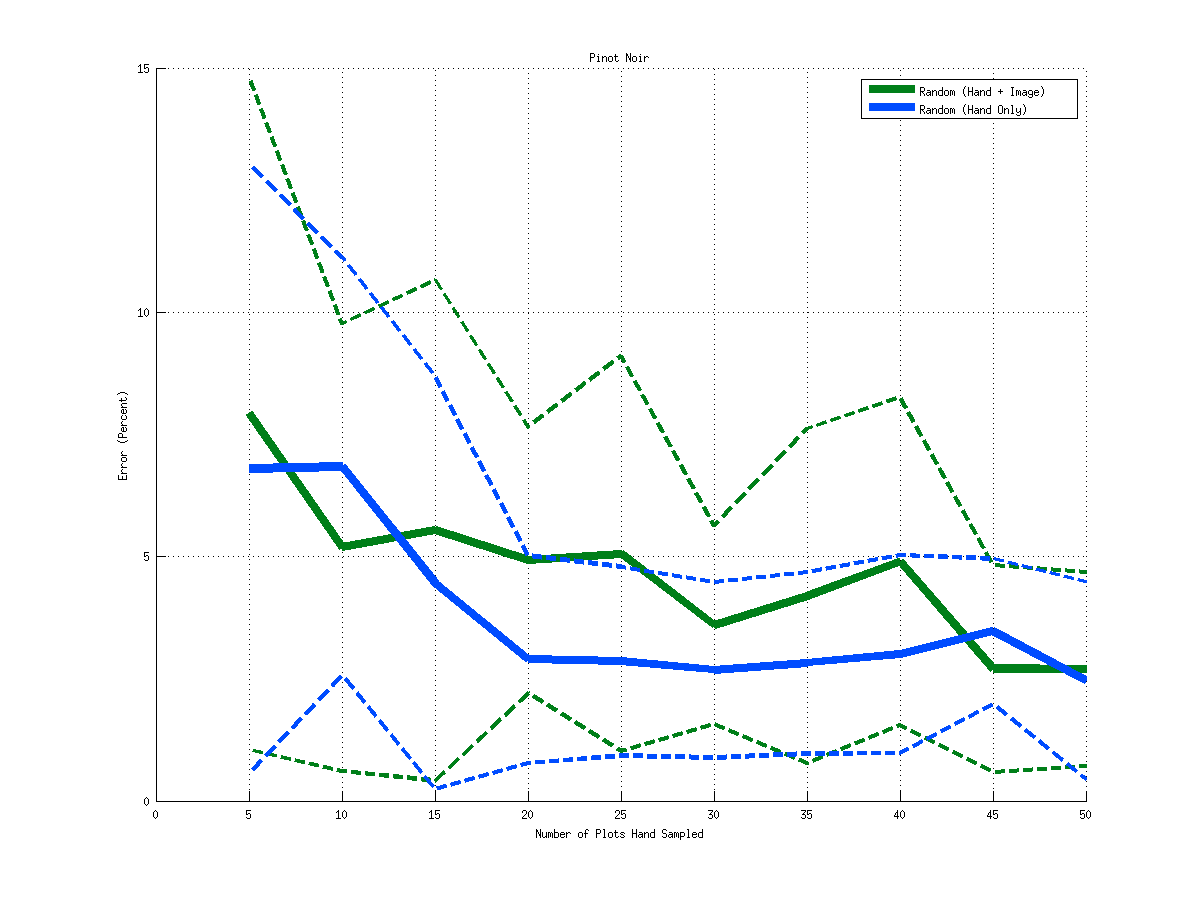 Pinot Noir
Random (Hand + Image)
Random (Hand Only)
15
10
5
0
Error (Percent)
0 5 10 15 20 25 30 35 40 45 50
Number of Plots Hand Sampled